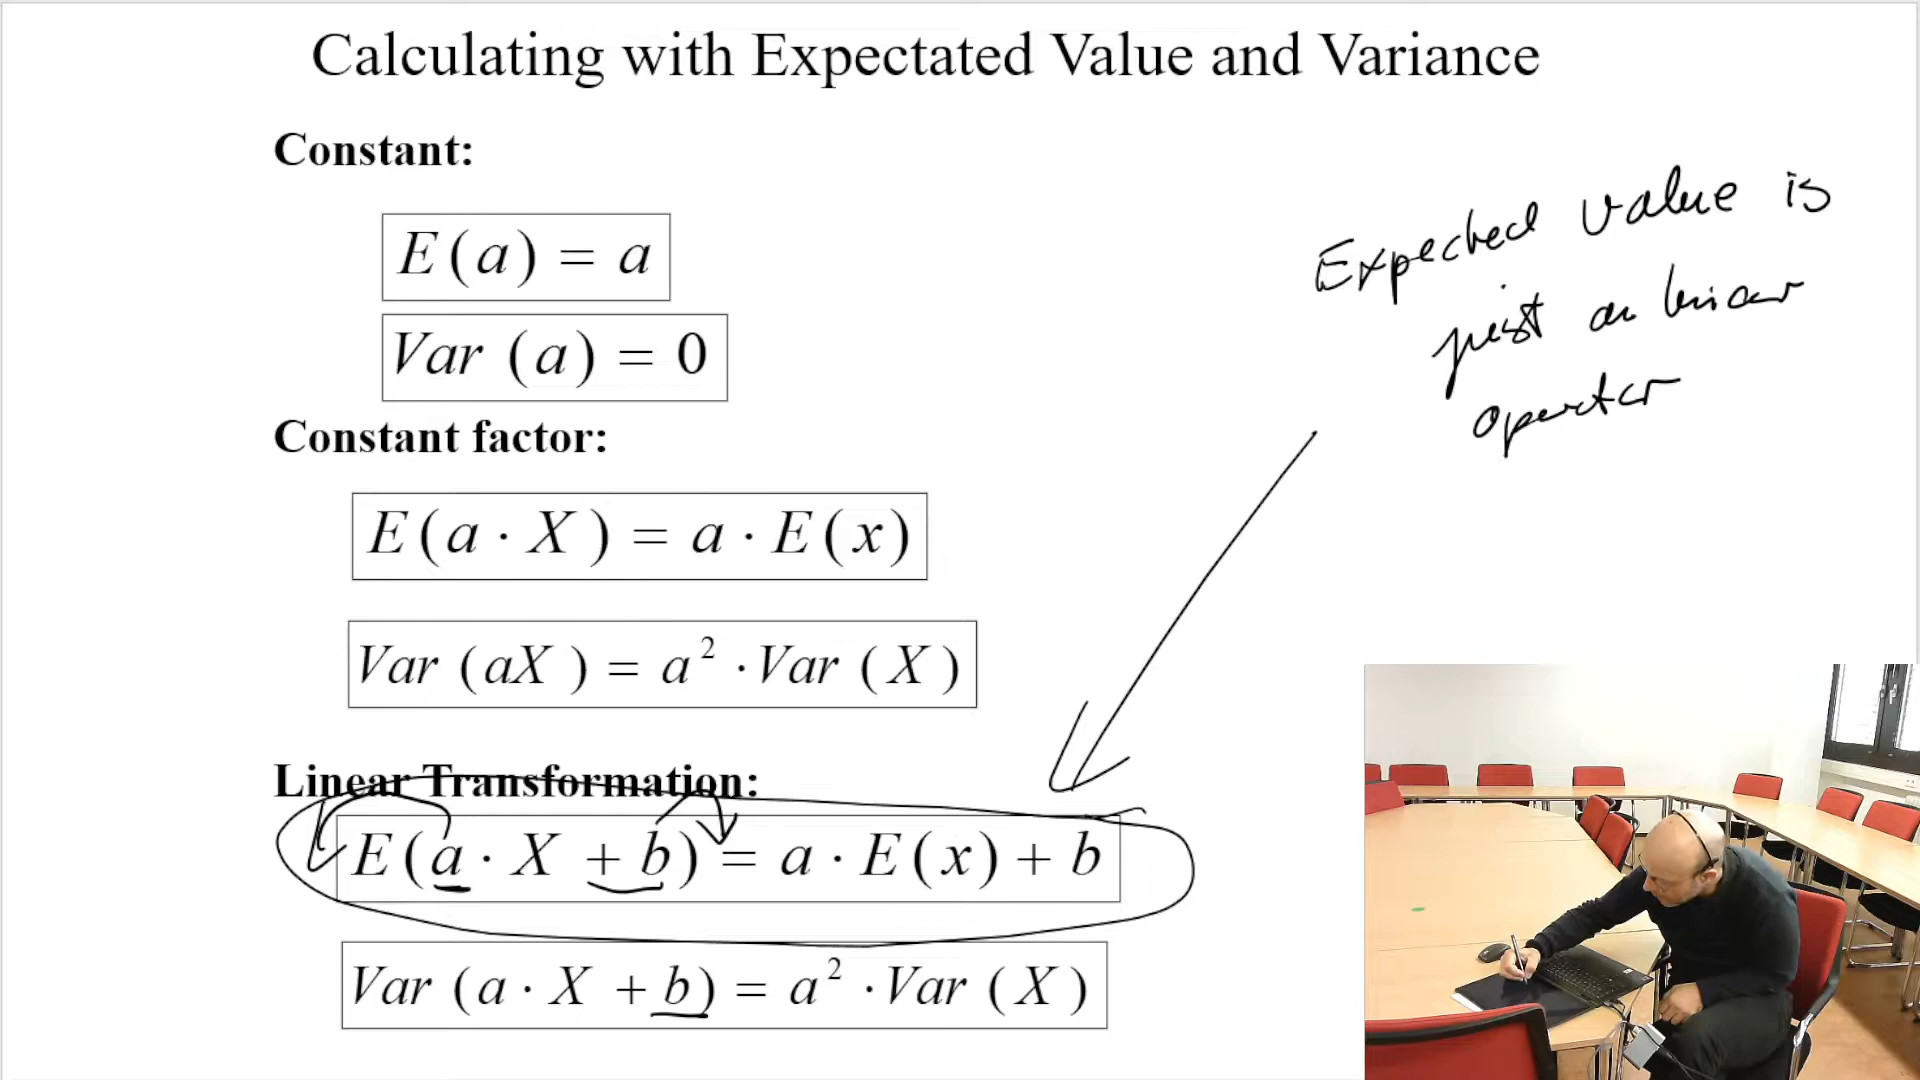 Calculating with Expectated Value and Variance
Constant:
E(a) = a
Var (a) = 0
Constant factor:
E(a · X) = a · E(x)
Var (aX) = a² · Var (X)
Linear Transformation:
E(a · X + b) = a · E(x) + b
Var (a · X + b) = a² · Var (X)
Expected value is
just an linear
operator